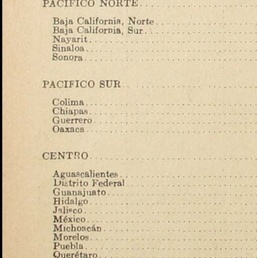 PACIFICO NORTE
Baja California, Norte
Baja California, Sur
Nayarit
Sinaloa
Sonora
PACIFICO SUR
Colima
Chiapas
Guerrero
Oaxaca
CENTRO
Aguascalientes
Distrito Federal
Guanajuato
Hidalgo
Jalisco
México
Michoacán
Morelos
Puebla
Querétaro